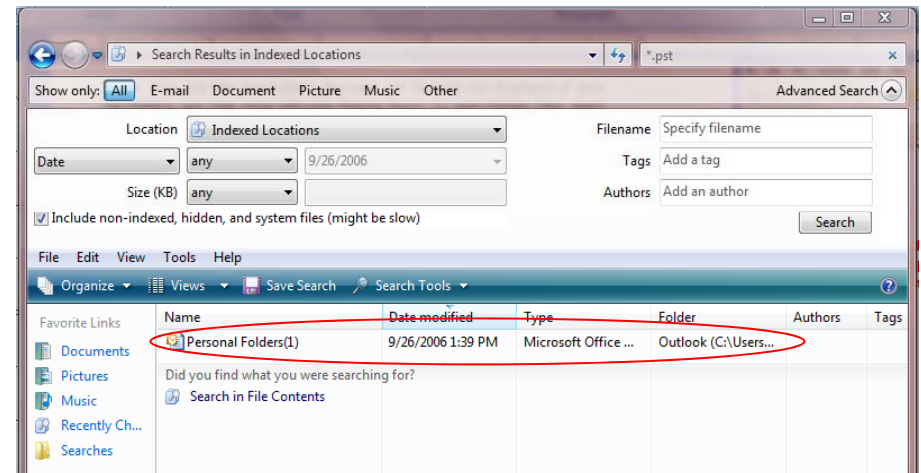 Search Results in Indexed Locations *.pst
Show only: All E-mail Document Picture Music Other Advanced Search
Location Indexed Locations Filename Specify filename
Date any 9/26/2006 Tags Add a tag
Size (KB) any Authors Add an author
Include non-indexed, hidden, and system files (might be slow) Search
File Edit View Tools Help
Organize Views Save Search Search Tools
Favorite Links Name Date modified Type Folder Authors Tags
Documents Personal Folders(1) 9/26/2006 1:39 PM Microsoft Office ... Outlook (C:\Users...
Pictures Did you find what you were searching for?
Music Search in File Contents
Recently Ch...
Searches